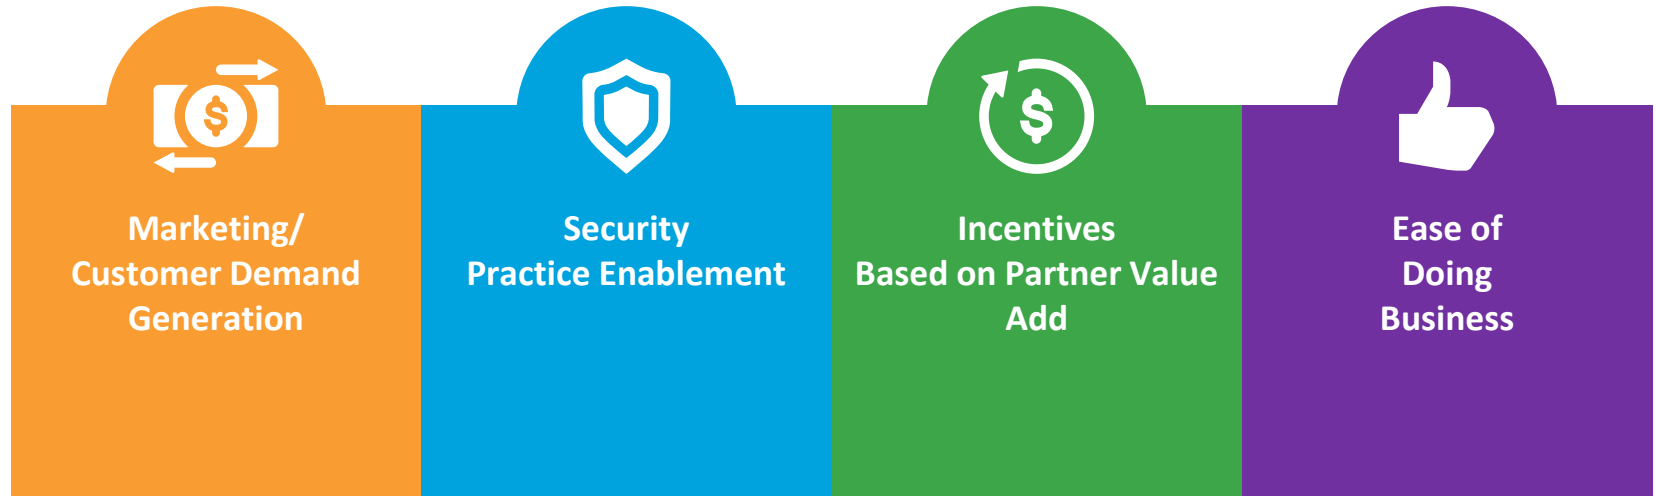 $
$
Marketing/
Customer Demand
Generation
Security
Practice Enablement
Incentives
Based on Partner Value
Add
Ease of
Doing
Business